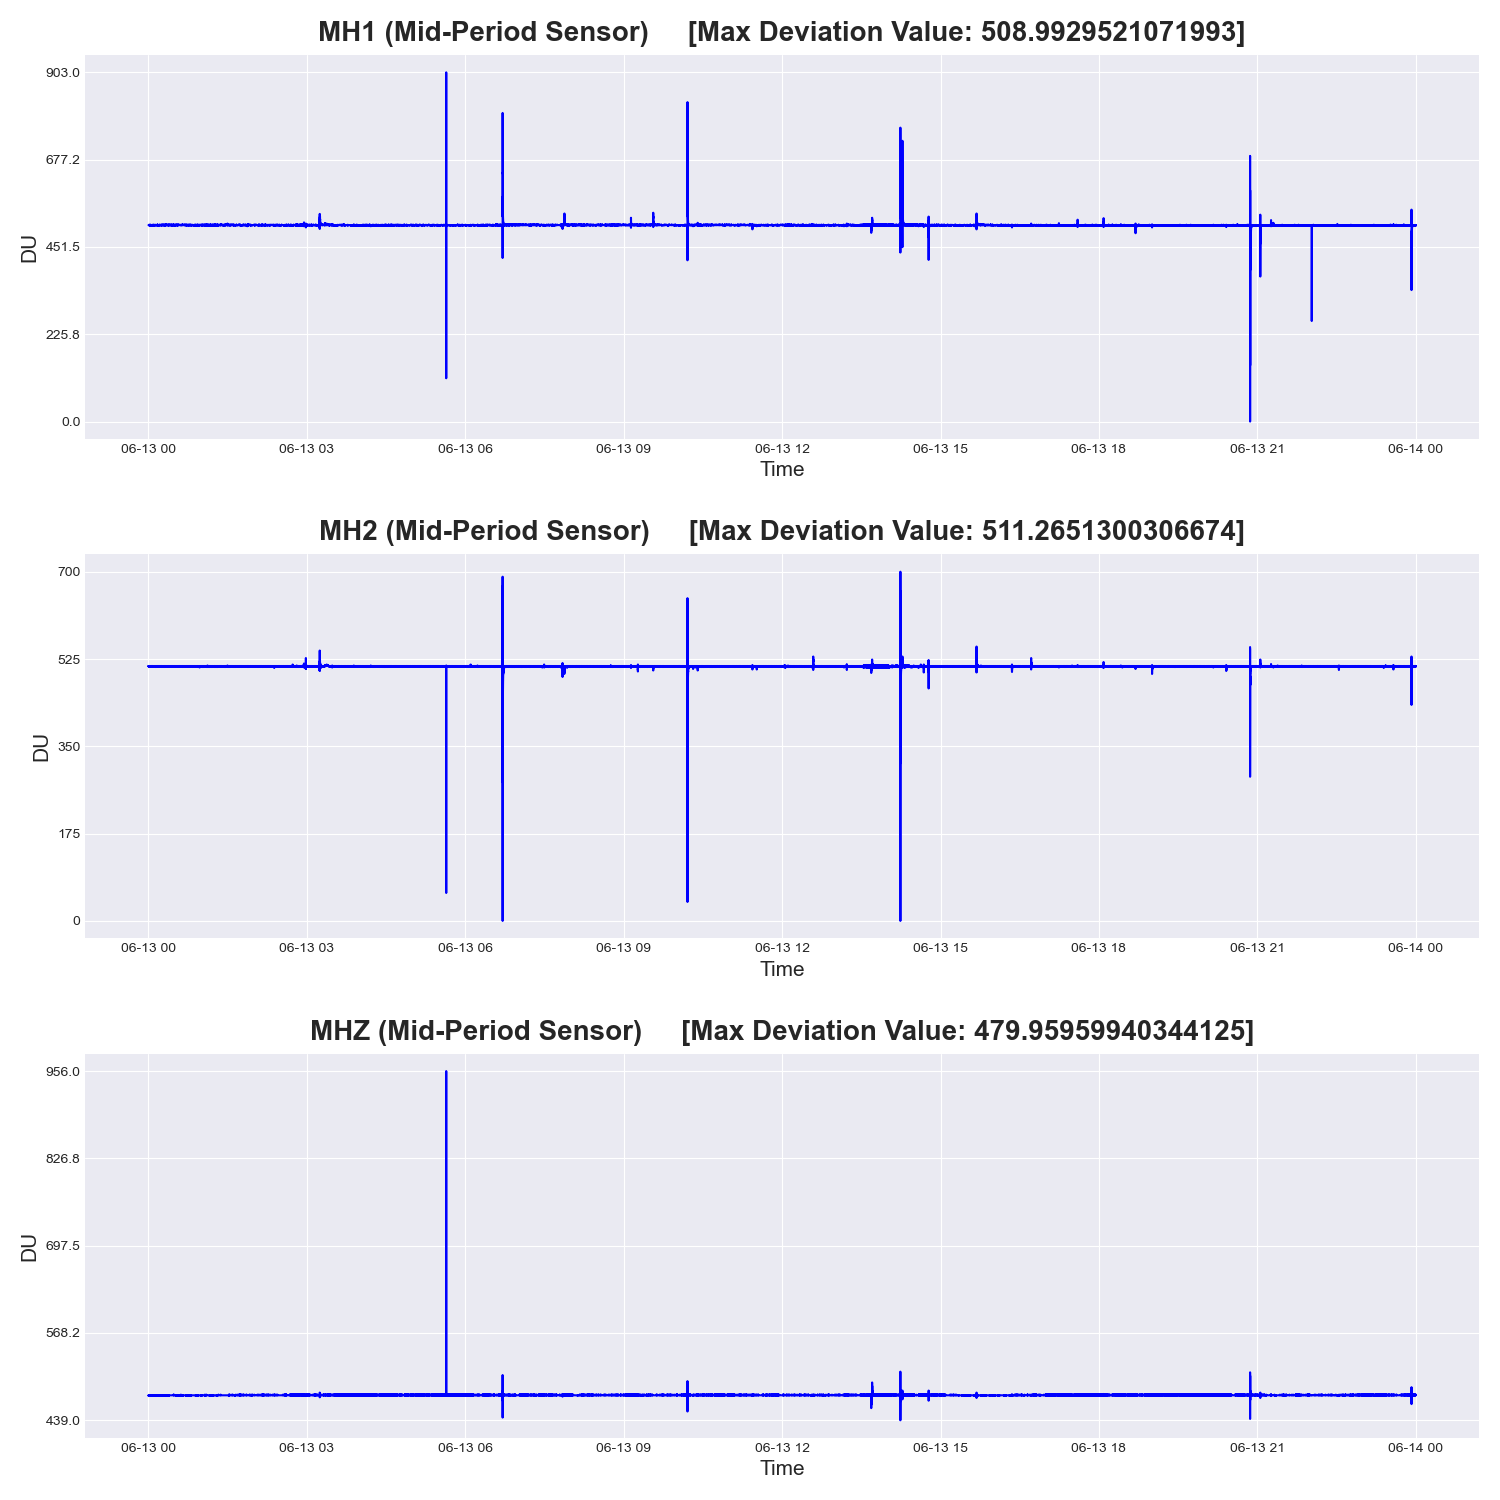 MH1 (Mid-Period Sensor) [Max Deviation Value: 508.9929521071993]
903.0
677.2
451.5
225.8
0.0
DU
06-13 00 06-13 03 06-13 06 06-13 09 06-13 12 06-13 15 06-13 18 06-13 21 06-14 00
Time
MH2 (Mid-Period Sensor) [Max Deviation Value: 511.2651300306674]
700
525
350
175
0
DU
06-13 00 06-13 03 06-13 06 06-13 09 06-13 12 06-13 15 06-13 18 06-13 21 06-14 00
Time
MHZ (Mid-Period Sensor) [Max Deviation Value: 479.95959940344125]
956.0
826.8
697.5
568.2
439.0
DU
06-13 00 06-13 03 06-13 06 06-13 09 06-13 12 06-13 15 06-13 18 06-13 21 06-14 00
Time